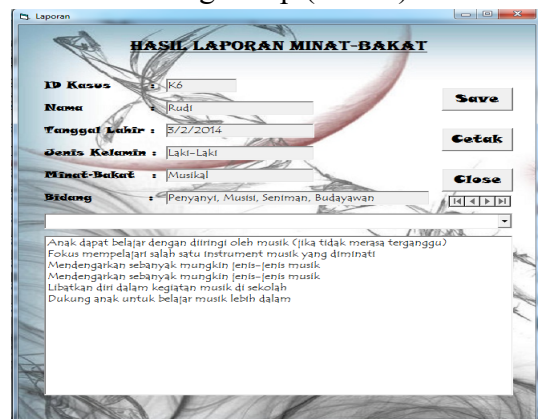 Laporan
HASIL LAPORAN MINAT-BAKAT
ID Kasus : K6
Nama : Rudi
Tanggal Lahir : 3/2/2014
Jenis Kelamin : Laki-Laki
Minat-Bakat : Musikal
Bidang : Penyanyi, Musisi, Seniman, Budayawan
Save
Cetak
Close
Anak dapat belajar dengan diiringi oleh musik (jika tidak merasa terganggu)
Fokus mempelajari salah satu instrument musik yang diminati
Mendengarkan sebanyak mungkin jenis-jenis musik
Mendengarkan sebanyak mungkin jenis-jenis musik
Libatkan diri dalam kegiatan musik di sekolah
Dukung anak untuk belajar musik lebih dalam